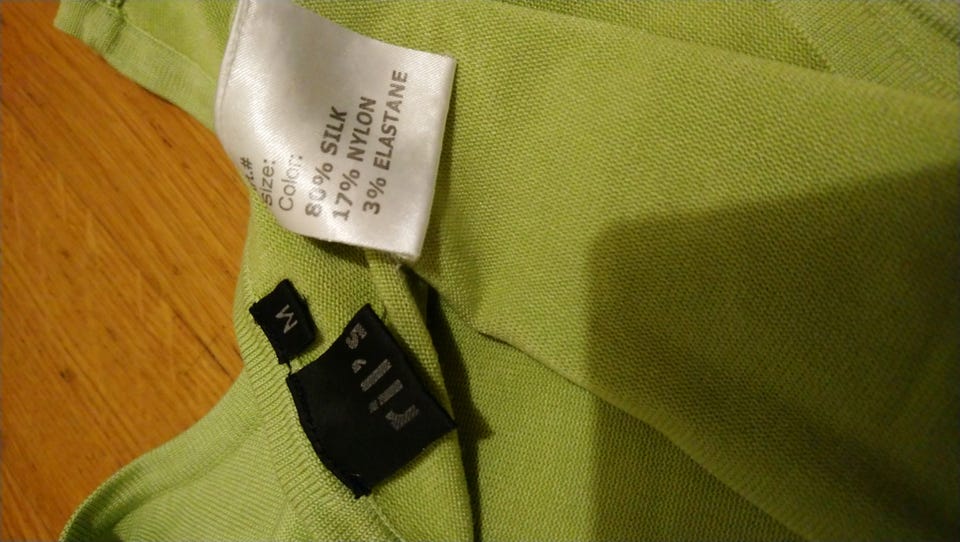 size:
Color:
80% SILK
17% NYLON
3% ELASTANE
M